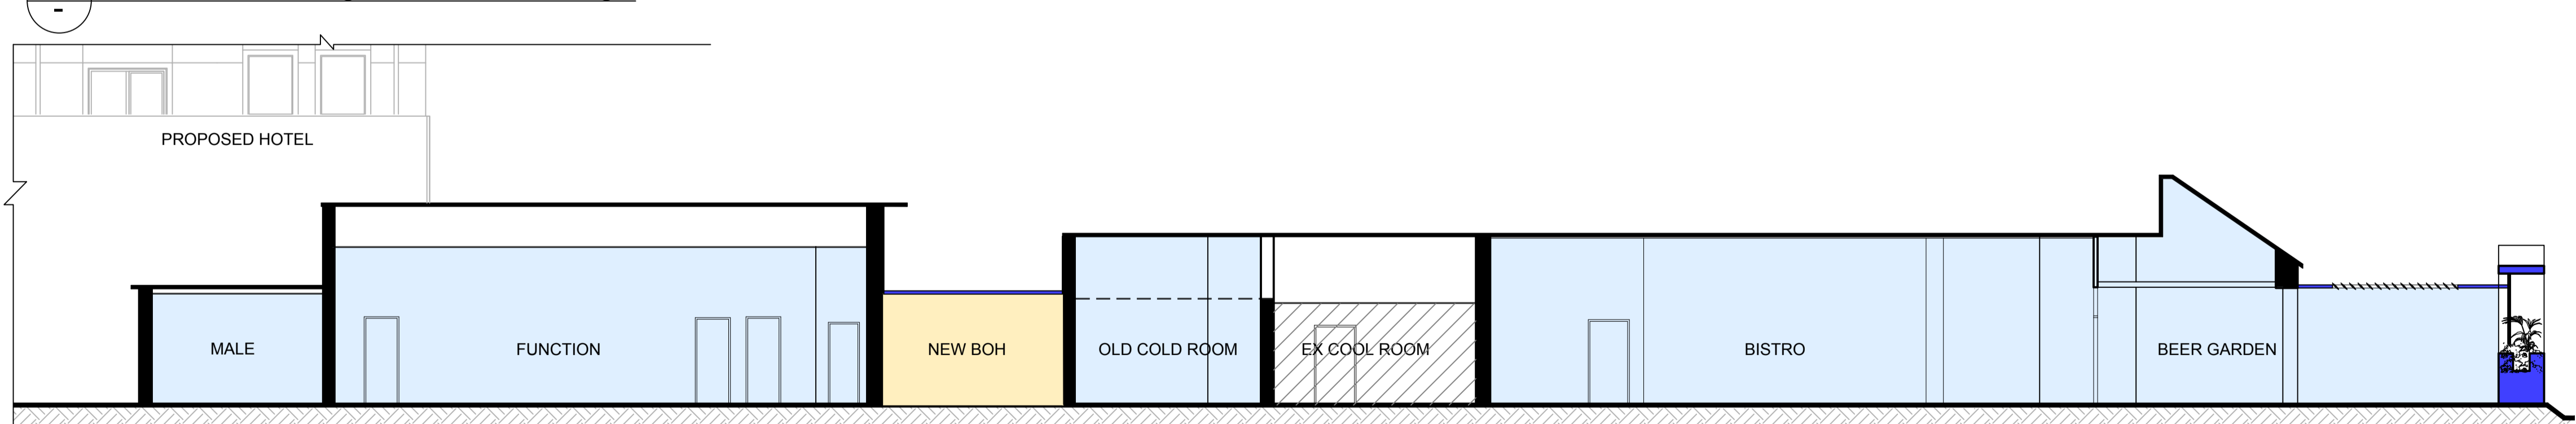 -
PROPOSED HOTEL
MALE
FUNCTION
NEW BOH
OLD COLD ROOM
EX COOL ROOM
BISTRO
BEER GARDEN